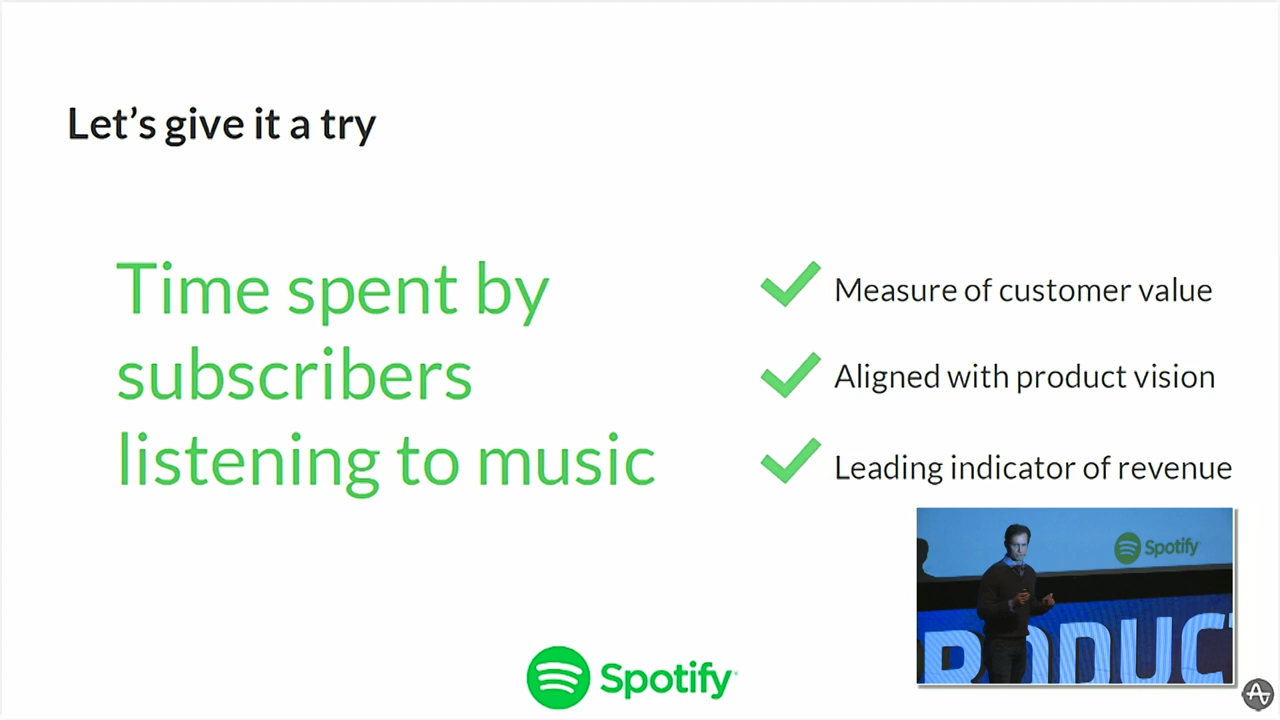 Let's give it a try
Time spent by
subscribers
listening to music
Measure of customer value
Aligned with product vision
Leading indicator of revenue
Spotify
PRODUC
Spotify